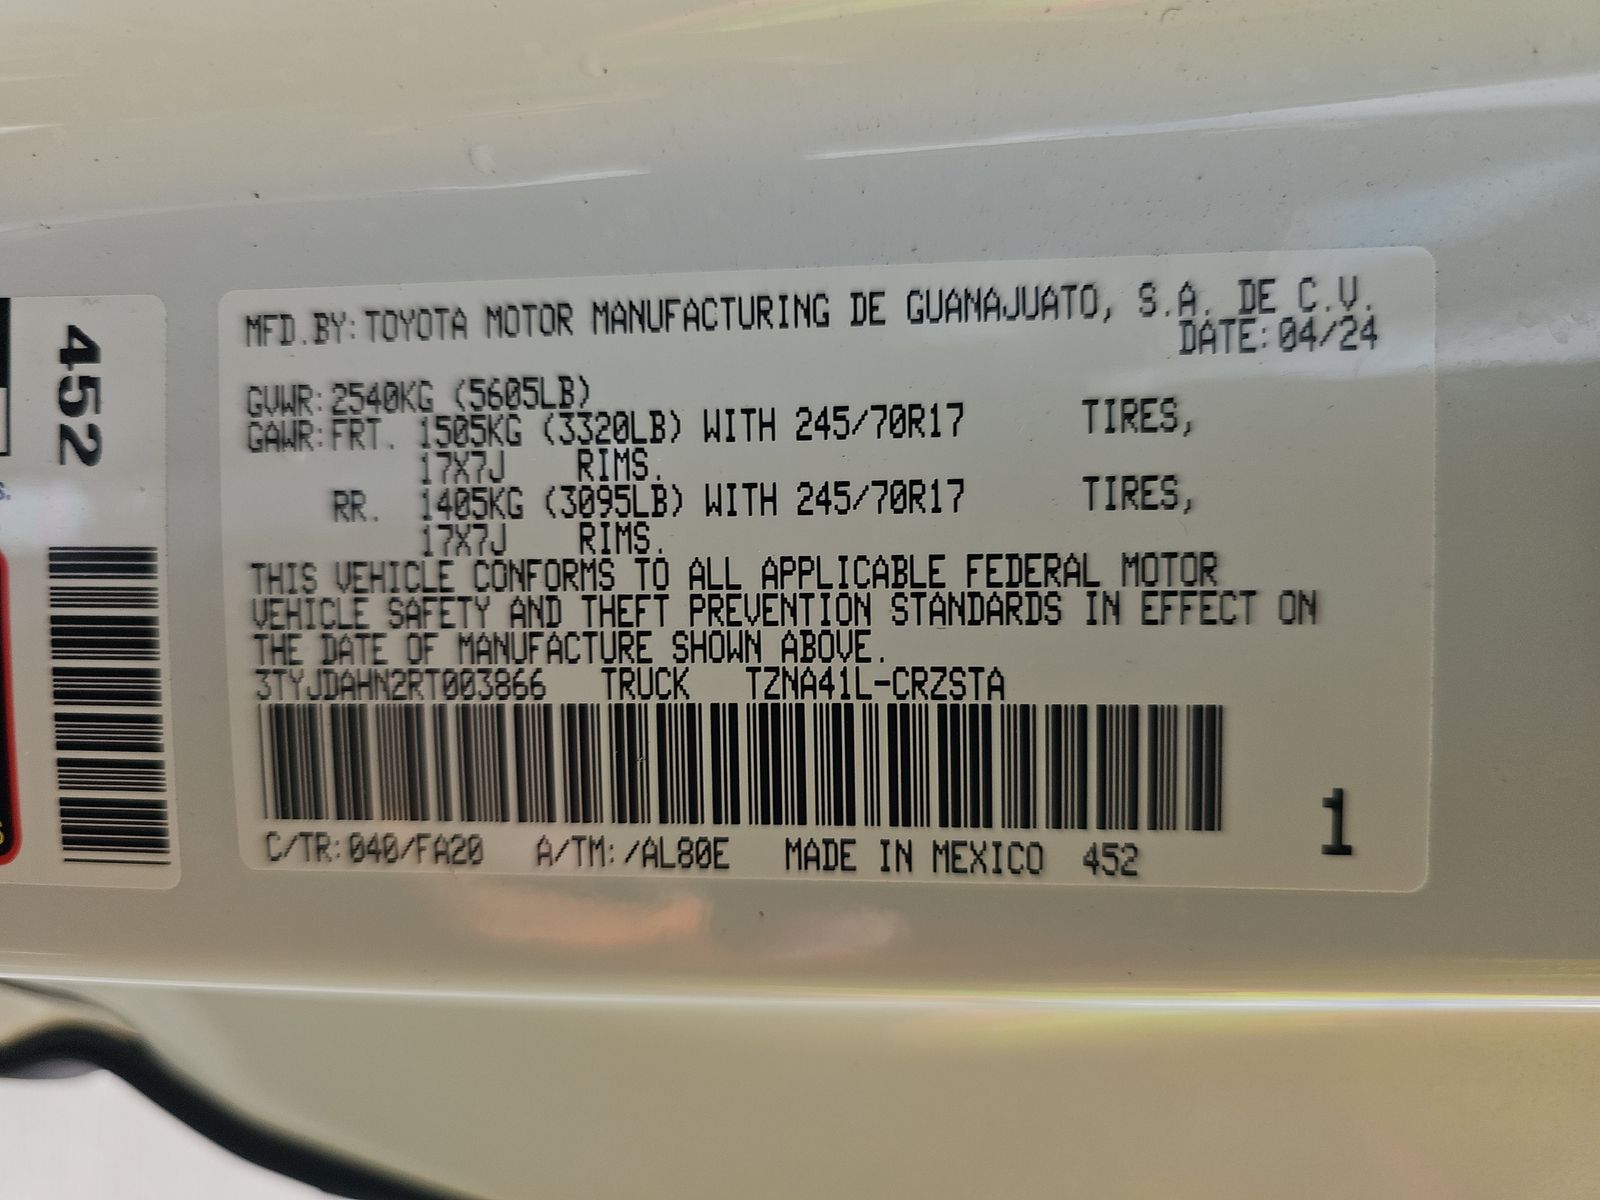 MFD.BY:TOYOTA MOTOR MANUFACTURING DE GUANAJUATO, S.A. DE C.V.
DATE:04/24
GVWR:2540KG (5605LB)
GAWR:FRT. 1505KG (3320LB) WITH 245/70R17 TIRES,
17X7J RIMS.
RR. 1405KG (3095LB) WITH 245/70R17 TIRES,
17X7J RIMS.
THIS VEHICLE CONFORMS TO ALL APPLICABLE FEDERAL MOTOR
VEHICLE SAFETY AND THEFT PREVENTION STANDARDS IN EFFECT ON
THE DATE OF MANUFACTURE SHOWN ABOVE.
3TYJDAHN2RT003866 TRUCK TZNA41L-CRZSTA
1
C/TR:040/FA20 A/TM:/AL80E MADE IN MEXICO 452
452